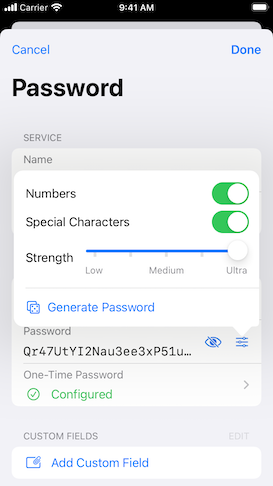 Carrier 9:41 AM
Cancel Done
Password
SERVICE
Name
Numbers
Special Characters
Strength
Low Medium Ultra
Generate Password
Password
Qr47UtYI2Nau3ee3xP51u...
One-Time Password
Configured
CUSTOM FIELDS EDIT
Add Custom Field